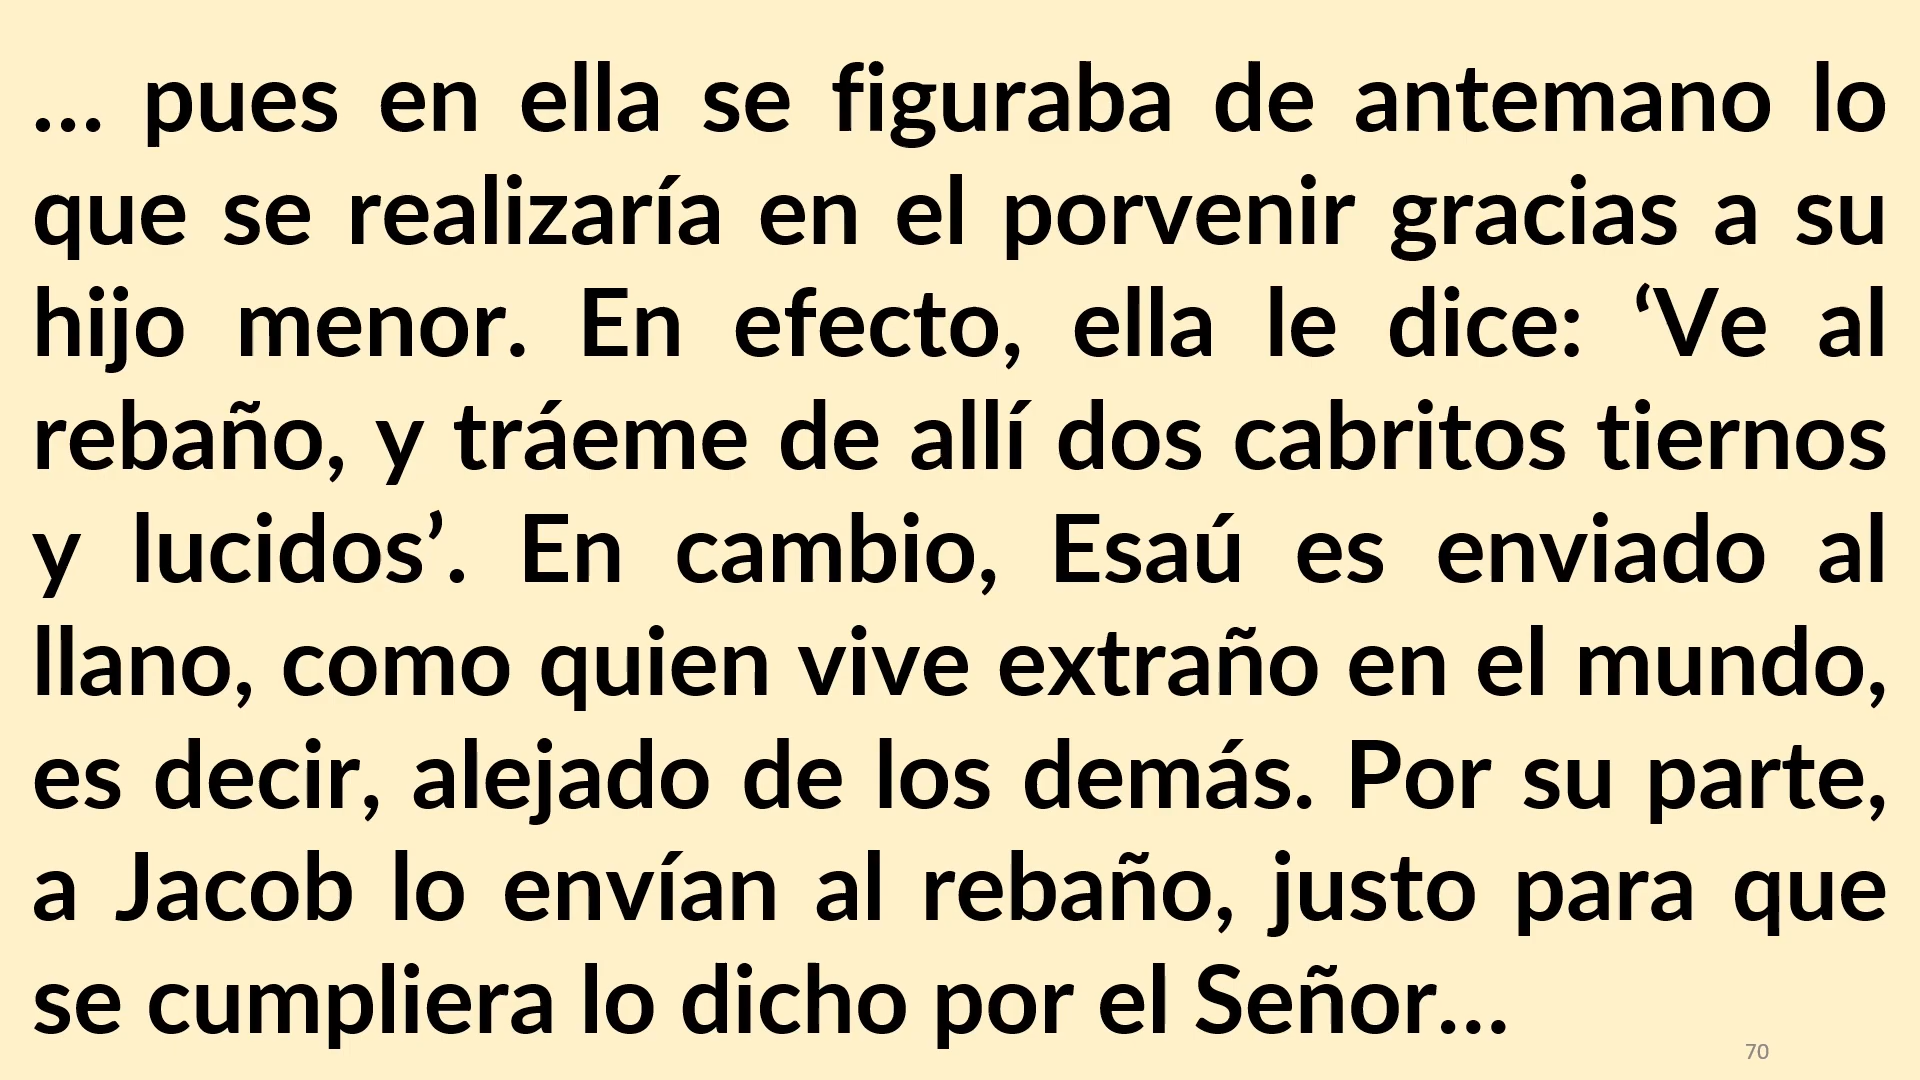 … pues en ella se figuraba de antemano lo
que se realizaría en el porvenir gracias a su
hijo menor. En efecto, ella le dice: ‘Ve al
rebaño, y tráeme de allí dos cabritos tiernos
y lucidos’. En cambio, Esaú es enviado al
llano, como quien vive extraño en el mundo,
es decir, alejado de los demás. Por su parte,
a Jacob lo envían al rebaño, justo para que
se cumpliera lo dicho por el Señor…
70